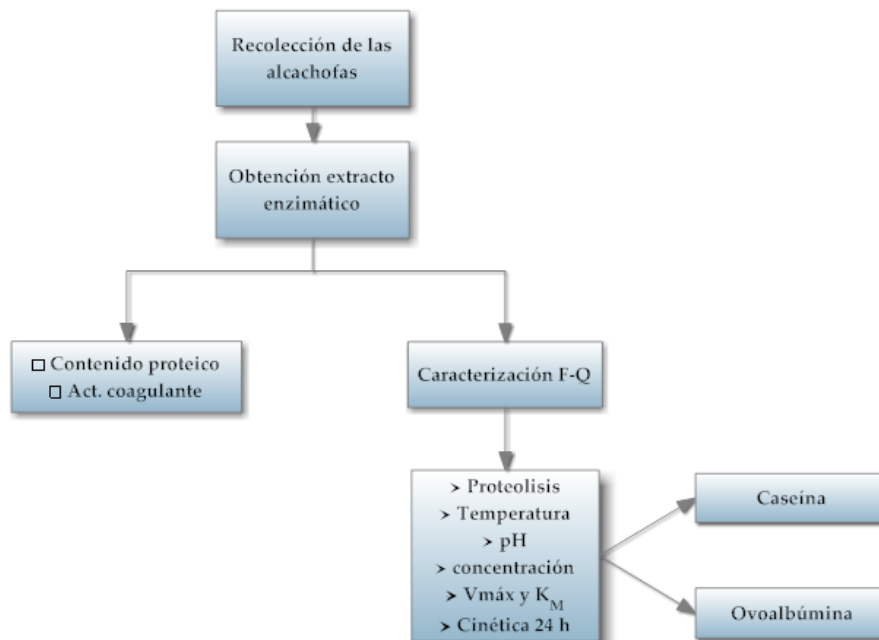 Recolección de las
alcachofas
Obtención extracto
enzimático
□ Contenido proteico
□ Act. coagulante
Caracterización F-Q
➤ Proteolisis
➤ Temperatura
➤ pH
➤ concentración
➤ Vmáx y K_M
➤ Cinética 24 h
Caseína
Ovoalbúmina